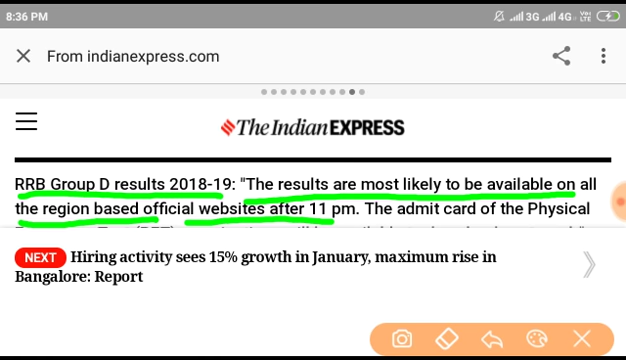 8:36 PM 3G 4G VoLTE
From indianexpress.com
The Indian EXPRESS
RRB Group D results 2018-19: "The results are most likely to be available on all
the region based official websites after 11 pm. The admit card of the Physical
NEXT Hiring activity sees 15% growth in January, maximum rise in
Bangalore: Report